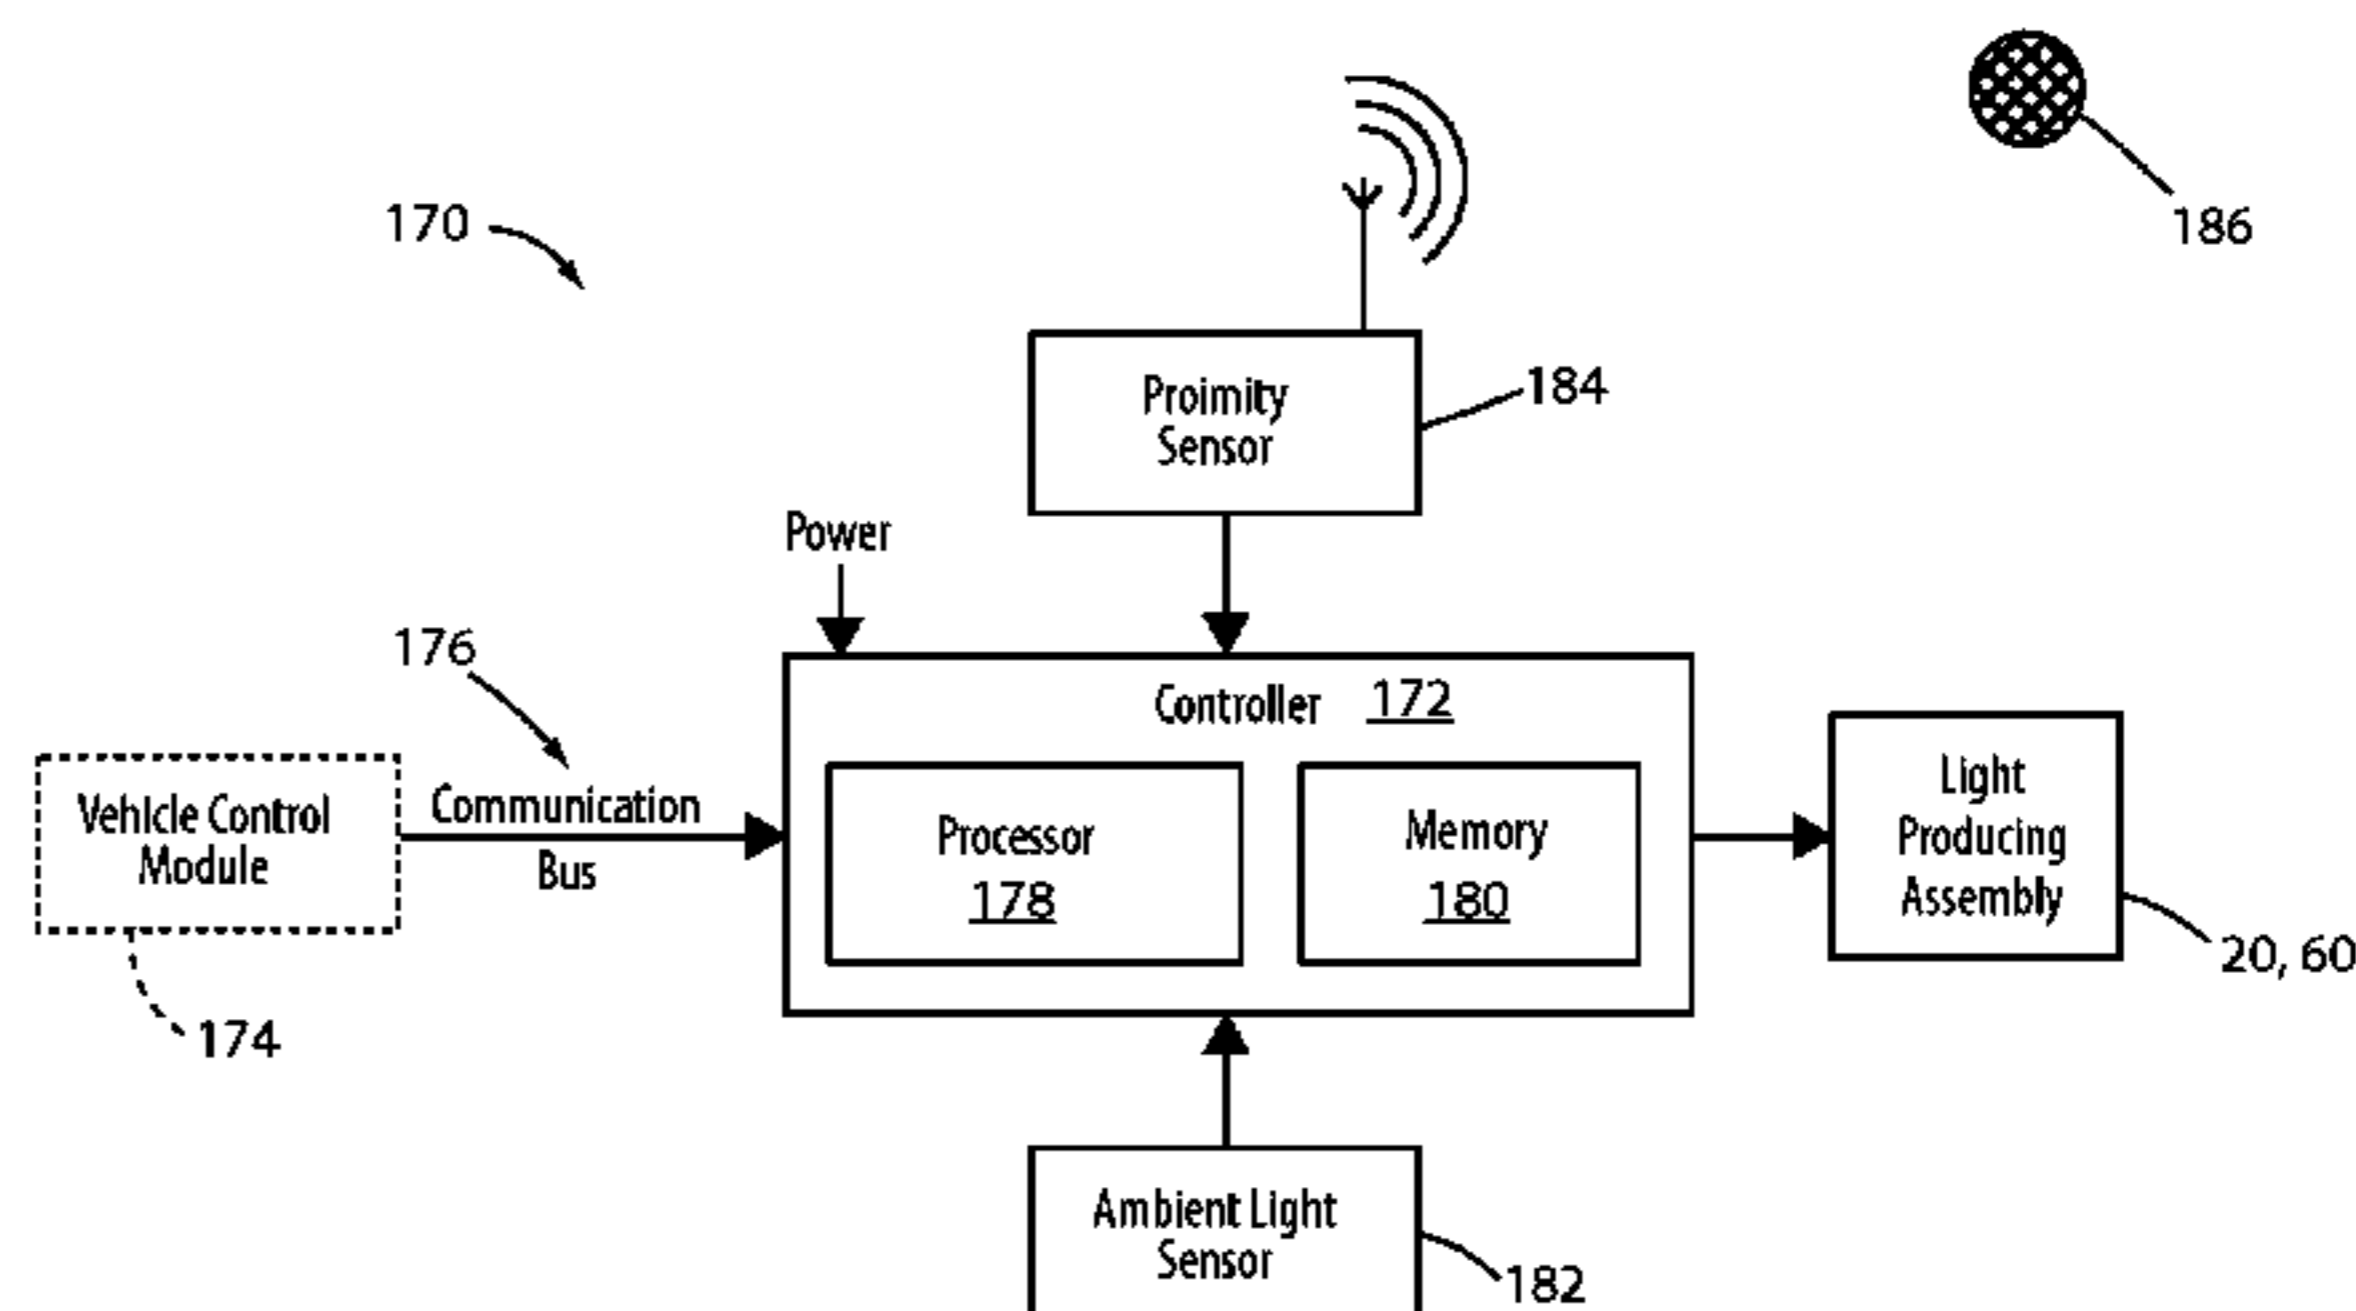 186
170
Proimity
Sensor
184
Power
176
Controller 172
Vehicle Control
Module
Communication
Bus
Processor
178
Memory
180
Light
Producing
Assembly
20, 60
174
Ambient Light
Sensor
182